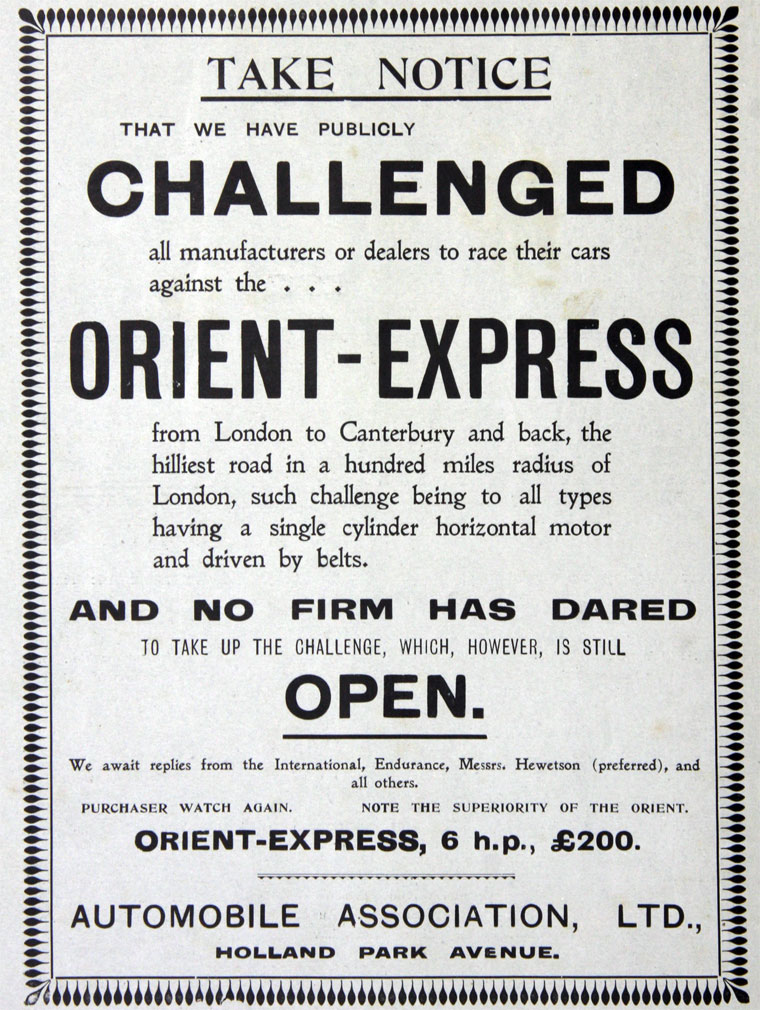 TAKE NOTICE
THAT WE HAVE PUBLICLY
CHALLENGED
all manufacturers or dealers to race their cars
against the . . .
ORIENT-EXPRESS
from London to Canterbury and back, the
hilliest road in a hundred miles radius of
London, such challenge being to all types
having a single cylinder horizontal motor
and driven by belts.
AND NO FIRM HAS DARED
TO TAKE UP THE CHALLENGE, WHICH, HOWEVER, IS STILL
OPEN.
We await replies from the International, Endurance, Messrs. Hewetson (preferred), and
all others.
PURCHASER WATCH AGAIN. NOTE THE SUPERIORITY OF THE ORIENT.
ORIENT-EXPRESS, 6 h.p., £200.
AUTOMOBILE ASSOCIATION, LTD.,
HOLLAND PARK AVENUE.